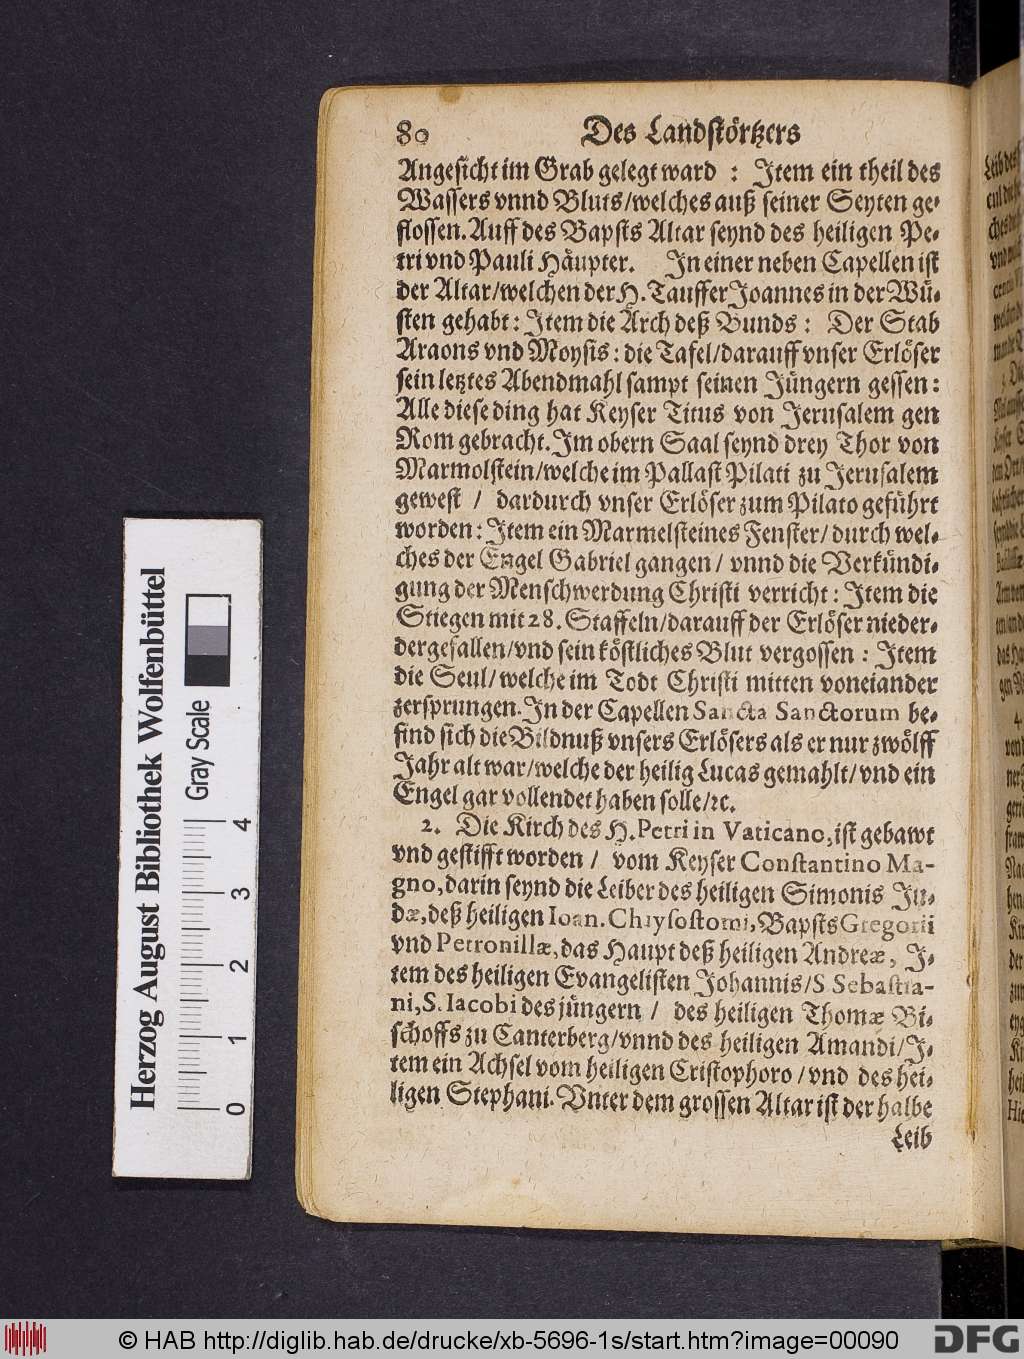 80 Des Landstörtzers
Angesicht im Grab gelegt ward : Item ein theil des
Wassers vnnd Bluts/welches auß seiner Seyten ge-
flossen. Auff des Bapsts Altar seynd des heiligen Pe-
tri vnd Pauli Häupter. In einer neben Capellen ist
der Altar/welchen der H. Tauffer Joannes in der Wü-
sten gehabt: Item die Arch deß Bunds : Der Stab
Araons vnd Moysis: die Tafel/darauff vnser Erlöser
sein letztes Abendmahl sampt seinen Jüngern gessen:
Alle diese ding hat Keyser Titus von Jerusalem gen
Rom gebracht. Im obern Saal seynd drey Thor von
Marmolstein/welche im Pallast Pilati zu Jerusalem
gewest / dardurch vnser Erlöser zum Pilato geführt
worden: Item ein Marmelsteines Fenster/durch wel-
ches der Engel Gabriel gangen/ vnnd die Verkündi-
gung der Menschwerdung Christi verricht: Item die
Stiegen mit 28. Staffeln/darauff der Erlöser nieder-
dergefallen/vnd sein köstliches Blut vergossen : Item
die Seul/welche im Todt Christi mitten voneiander
zersprungen. In der Capellen Sancta Sanctorum be-
find sich die Bildnuß vnsers Erlösers als er nur zwölff
Jahr alt war/welche der heilig Lucas gemahlt/vnd ein
Engel gar vollendet haben solle/ꝛc.
2. Die Kirch des H. Petri in Vaticano, ist gebawt
vnd gestifft worden / vom Keyser Constantino Ma-
gno, darin seynd die Leiber des heiligen Simonis Ju-
dæ, deß heiligen Ioan. Chrysostomi, Bapsts Gregorii
vnd Petronillæ, das Haupt deß heiligen Andreæ, I-
tem des heiligen Evangelisten Johannis/S Sebastia-
ni, S. Iacobi des jüngern / des heiligen Thomæ Bi-
schoffs zu Canterberg/vnnd des heiligen Amandi/I-
tem ein Achsel vom heiligen Cristophoro/vnd des hei-
ligen Stephani. Vnter dem grossen Altar ist der halbe
Leib
Herzog August Bibliothek Wolfenbüttel
Gray Scale
0 1 2 3 4
© HAB http://diglib.hab.de/drucke/xb-5696-1s/start.htm?image=00090
DFG